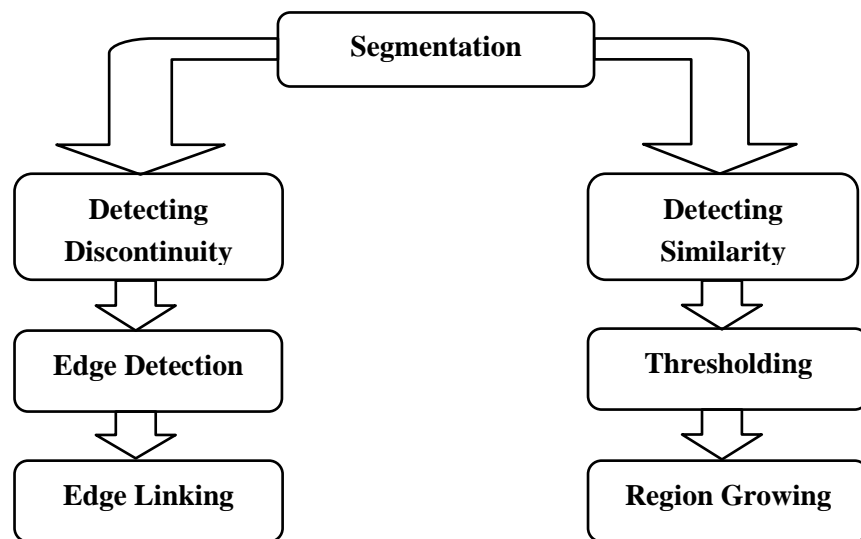 Segmentation
Detecting
Discontinuity
Detecting
Similarity
Edge Detection
Thresholding
Edge Linking
Region Growing